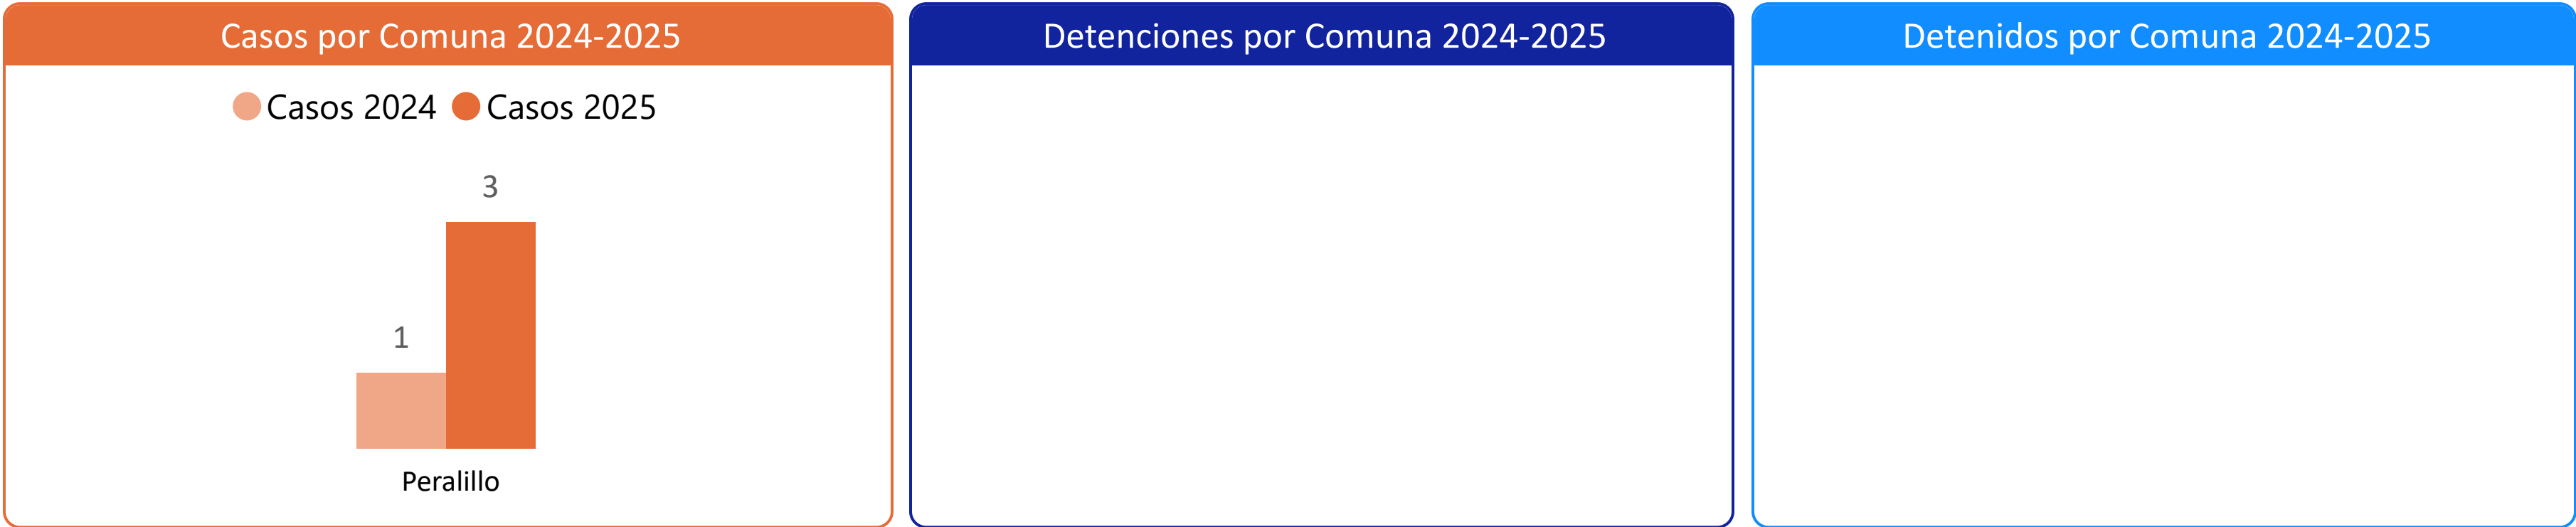 Casos por Comuna 2024-2025
Casos 2024 Casos 2025
3
1
Peralillo
Detenciones por Comuna 2024-2025
Detenidos por Comuna 2024-2025